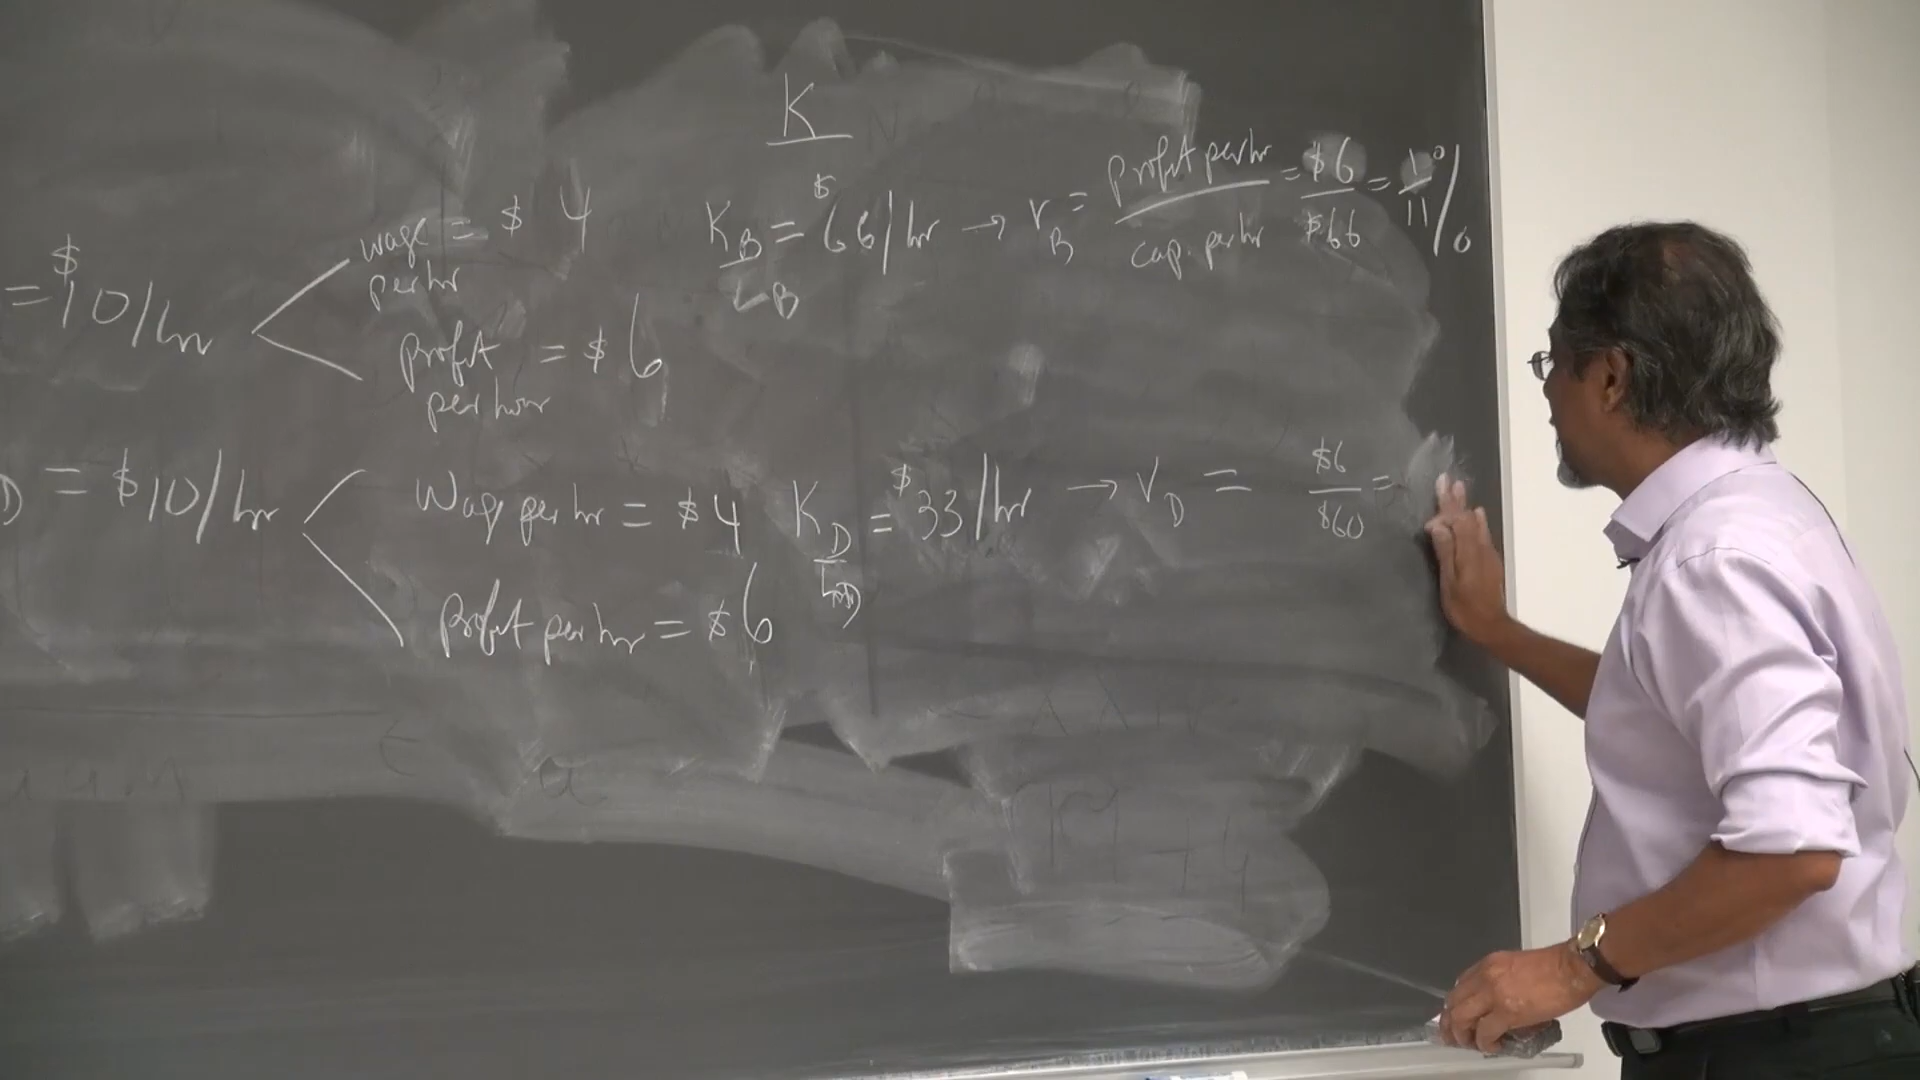 K
= $10/hr
wage per hr = $4
profit per hour = $6
K_B/L_B = $66/hr → r_B = profit per hr / cap. per hr = $6/$66 = 1/11 %
D = $10/hr
Wage per hr = $4
profit per hr = $6
K_D/L_D = $33/hr → r_D = $6/$60 =